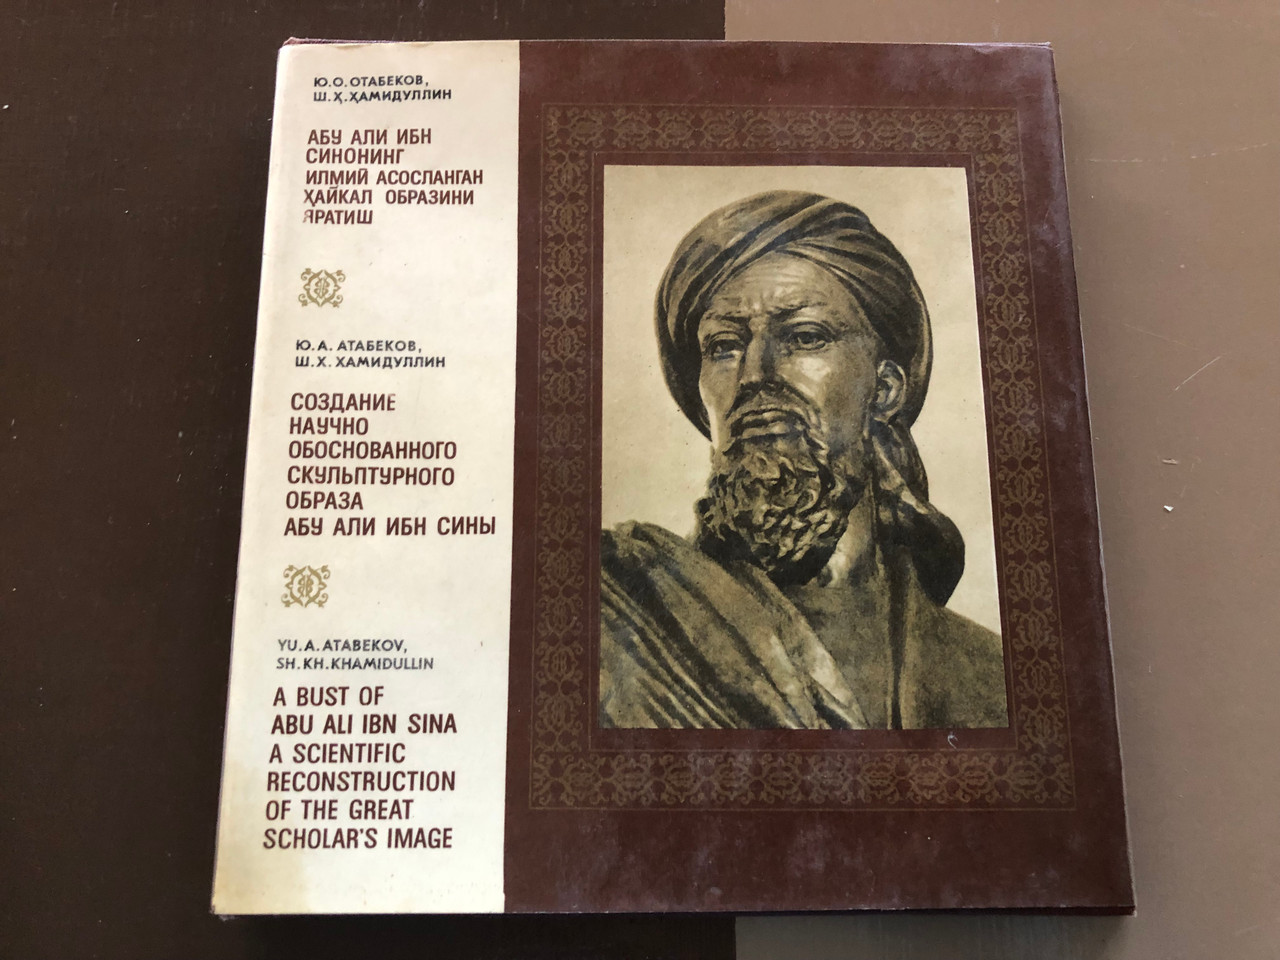 Ю.О.ОТАБЕКОВ,
Ш.Ҳ.ҲАМИДУЛЛИН
АБУ АЛИ ИБН
СИНОНИНГ
ИЛМИЙ АСОСЛАНГАН
ҲАЙКАЛ ОБРАЗИНИ
ЯРАТИШ
Ю.А.АТАБЕКОВ,
Ш.Х.ХАМИДУЛЛИН
СОЗДАНИЕ
НАУЧНО
ОБОСНОВАННОГО
СКУЛЬПТУРНОГО
ОБРАЗА
АБУ АЛИ ИБН СИНЫ
YU.A.ATABEKOV,
SH.KH.KHAMIDULLIN
A BUST OF
ABU ALI IBN SINA
A SCIENTIFIC
RECONSTRUCTION
OF THE GREAT
SCHOLAR'S IMAGE